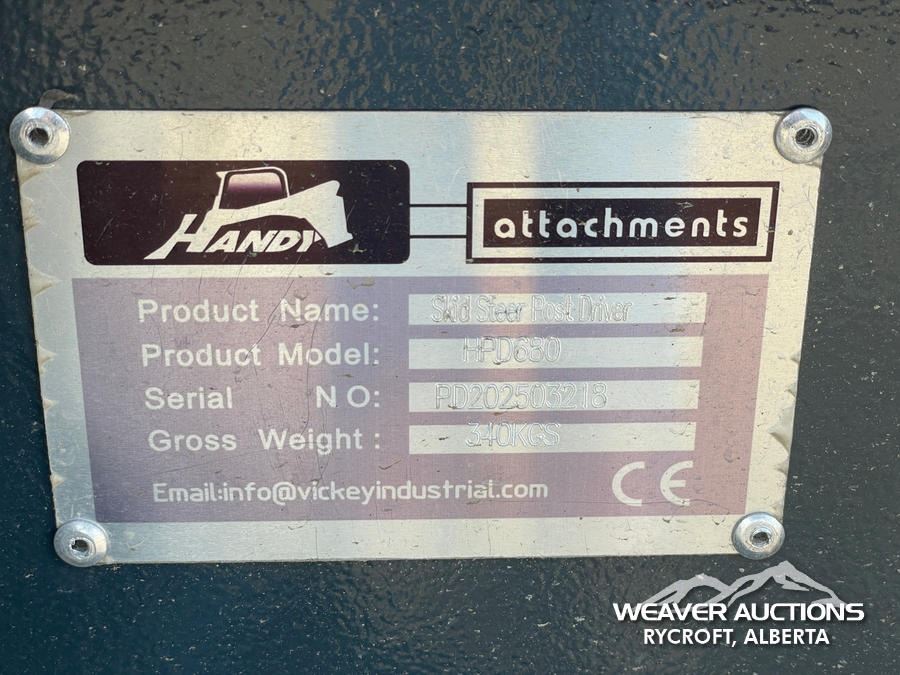 HANDY
attachments
Product Name: Skid Steer Post Driver
Product Model: HPD680
Serial NO: PD202503218
Gross Weight: 340KGS
Email:info@vickeyindustrial.com
CE
WEAVER AUCTIONS
RYCROFT, ALBERTA